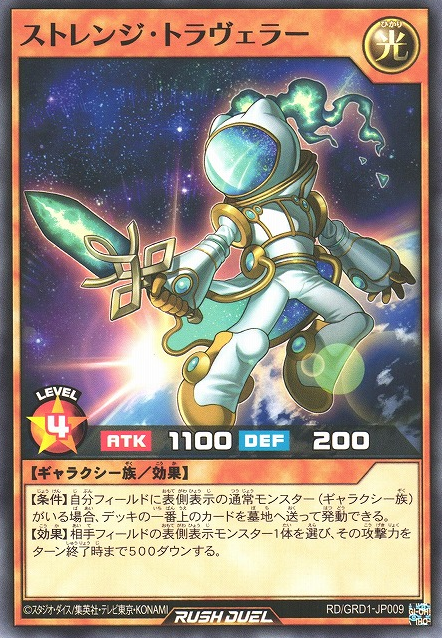 ストレンジ・トラヴェラー
ひかり
光
LEVEL
4
ATK 1100 DEF 200
【ギャラクシー族／効果】
【条件】自分フィールドに表側表示の通常モンスター（ギャラクシー族）
がいる場合、デッキの一番上のカードを墓地へ送って発動できる。
【効果】相手フィールドの表側表示モンスター1体を選び、その攻撃力を
ターン終了時まで500ダウンする。
©スタジオ・ダイス/集英社・テレビ東京・KONAMI
RUSH DUEL
RD/GRD1-JP009